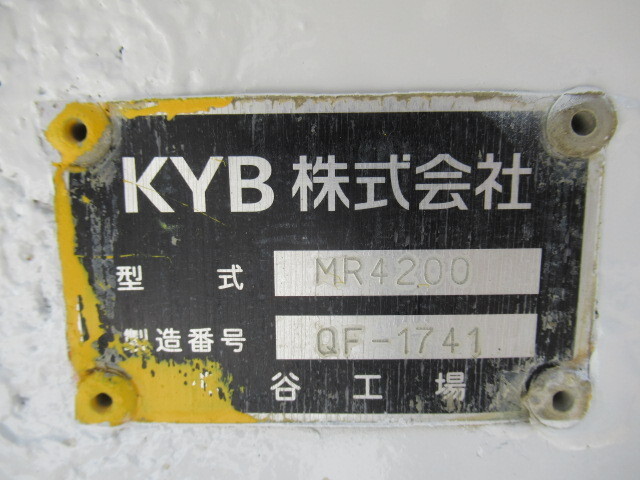 KYB 株式会社
型 式 MR4200
製造番号 QF-1741
谷工場